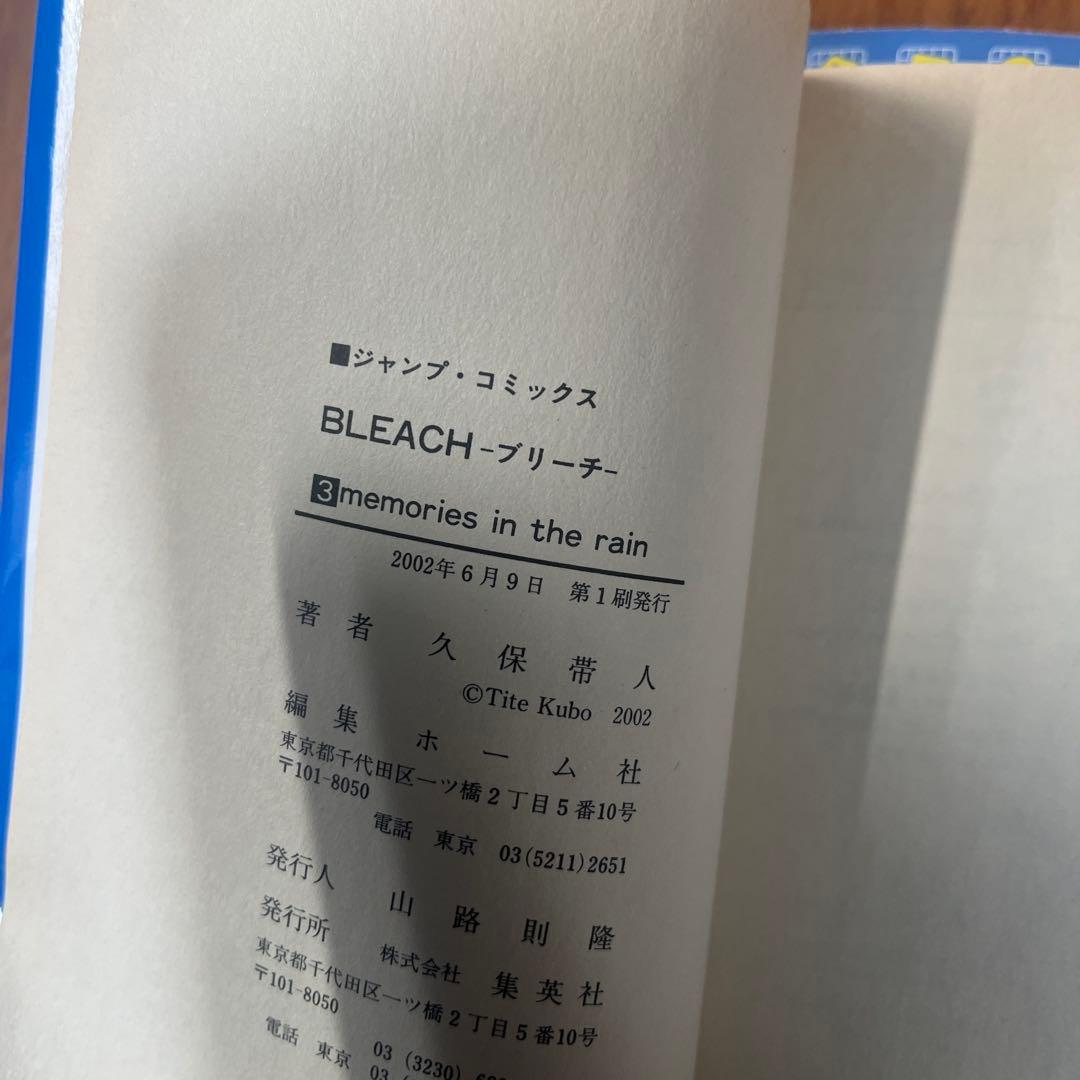 ■ジャンプ・コミックス
BLEACH -ブリーチ-
3 memories in the rain
2002年6月9日 第1刷発行
著者 久保帯人
©Tite Kubo 2002
編集 ホーム社
東京都千代田区一ツ橋2丁目5番10号
〒101-8050
電話 東京 03(5211)2651
発行人 山路則隆
発行所 株式会社 集英社
東京都千代田区一ツ橋2丁目5番10号
〒101-8050
電話 東京 03 (3230)
03